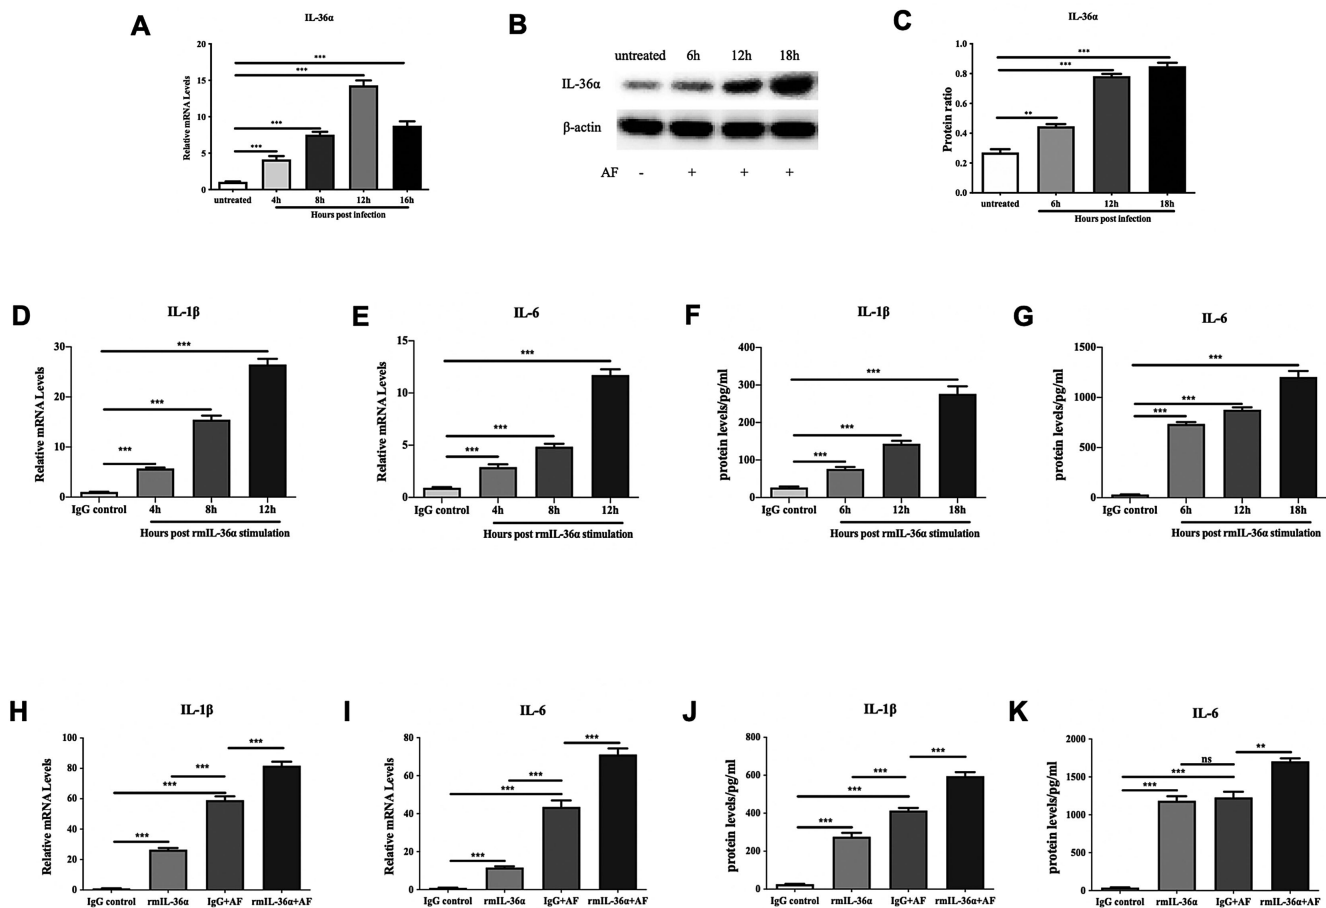 A
IL-36α
Relative mRNA Levels
20
15
10
5
0
***
***
***
***
untreated 4h 8h 12h 16h
Hours post infection
B
untreated 6h 12h 18h
IL-36α
β-actin
AF - + + +
C
IL-36α
Protein ratio
1.0
0.8
0.6
0.4
0.2
0.0
***
***
**
untreated 6h 12h 18h
Hours post infection
D
IL-1β
Relative mRNA Levels
30
20
10
0
***
***
***
IgG control 4h 8h 12h
Hours post rmIL-36α stimulation
E
IL-6
Relative mRNA Levels
15
10
5
0
***
***
***
IgG control 4h 8h 12h
Hours post rmIL-36α stimulation
F
IL-1β
protein levels/pg/ml
400
300
200
100
0
***
***
***
IgG control 6h 12h 18h
Hours post rmIL-36α stimulation
G
IL-6
protein levels/pg/ml
1500
1000
500
0
***
***
***
IgG control 6h 12h 18h
Hours post rmIL-36α stimulation
H
IL-1β
Relative mRNA Levels
100
80
60
40
20
0
***
***
***
***
IgG control rmIL-36α IgG+AF rmIL-36α+AF
I
IL-6
Relative mRNA Levels
80
60
40
20
0
***
***
***
***
IgG control rmIL-36α IgG+AF rmIL-36α+AF
J
IL-1β
protein levels/pg/ml
800
600
400
200
0
***
***
***
***
IgG control rmIL-36α IgG+AF rmIL-36α+AF
K
IL-6
protein levels/pg/ml
2000
1500
1000
500
0
**
ns
***
***
IgG control rmIL-36α IgG+AF rmIL-36α+AF